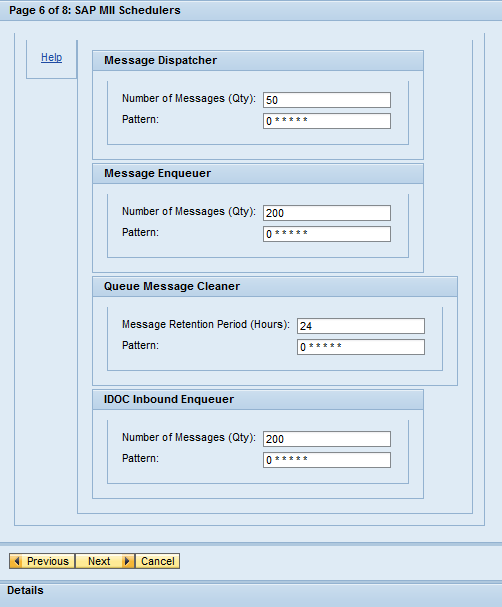 Page 6 of 8: SAP MII Schedulers
Help
Message Dispatcher
Number of Messages (Qty): 50
Pattern: 0 * * * * *
Message Enqueuer
Number of Messages (Qty): 200
Pattern: 0 * * * * *
Queue Message Cleaner
Message Retention Period (Hours): 24
Pattern: 0 * * * * *
IDOC Inbound Enqueuer
Number of Messages (Qty): 200
Pattern: 0 * * * * *
Previous Next Cancel
Details